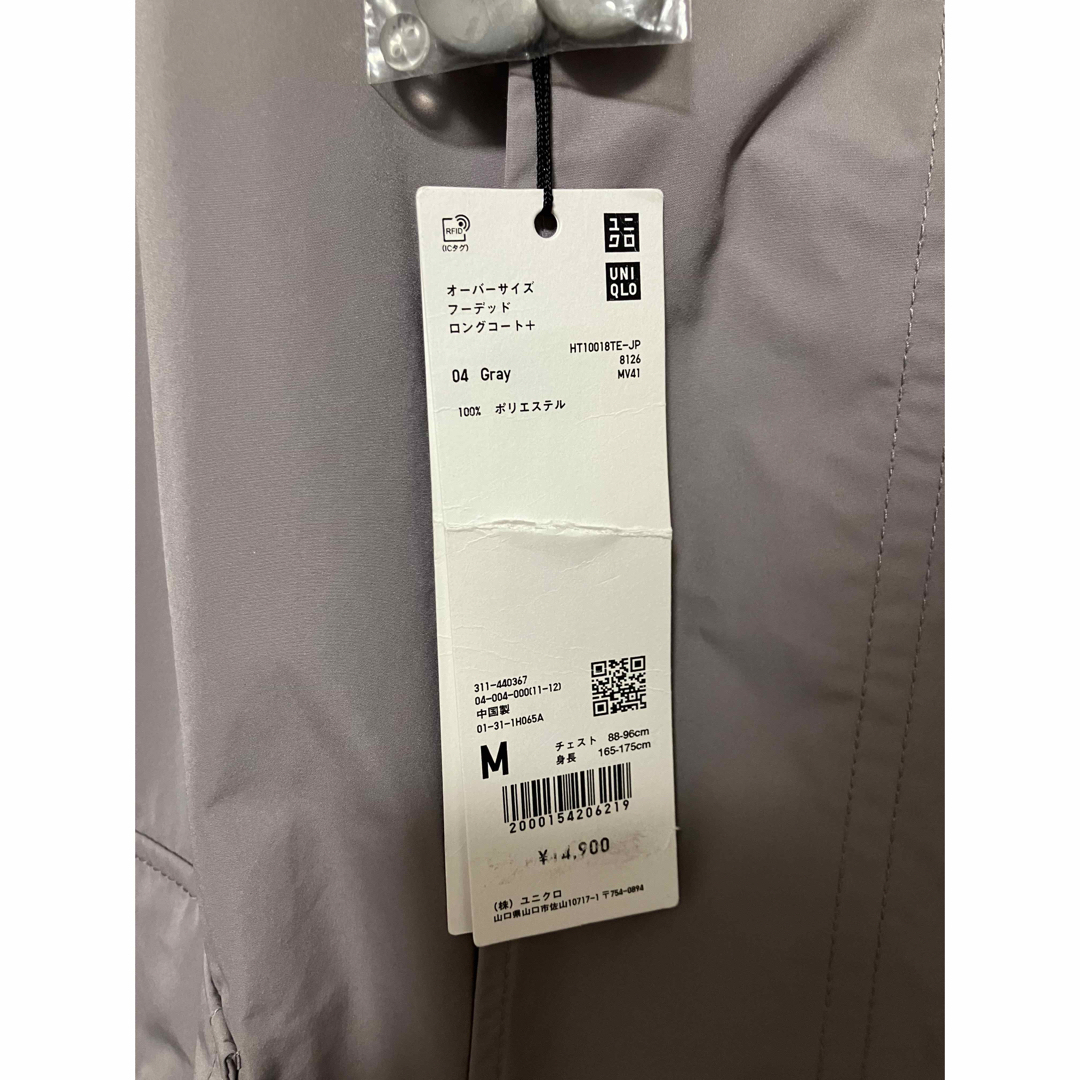 RFID
(ICタグ)
ユニ
クロ
UNI
QLO
オーバーサイズ
フーデッド
ロングコート+
HT10018TE-JP
8126
MV41
04 Gray
100% ポリエステル
311-440367
04-004-000(11-12)
中国製
01-31-1H065A
M
チェスト 88-96cm
身長 165-175cm
2000154206219
¥14,900
(株) ユニクロ
山口県山口市佐山10717-1 〒754-0894